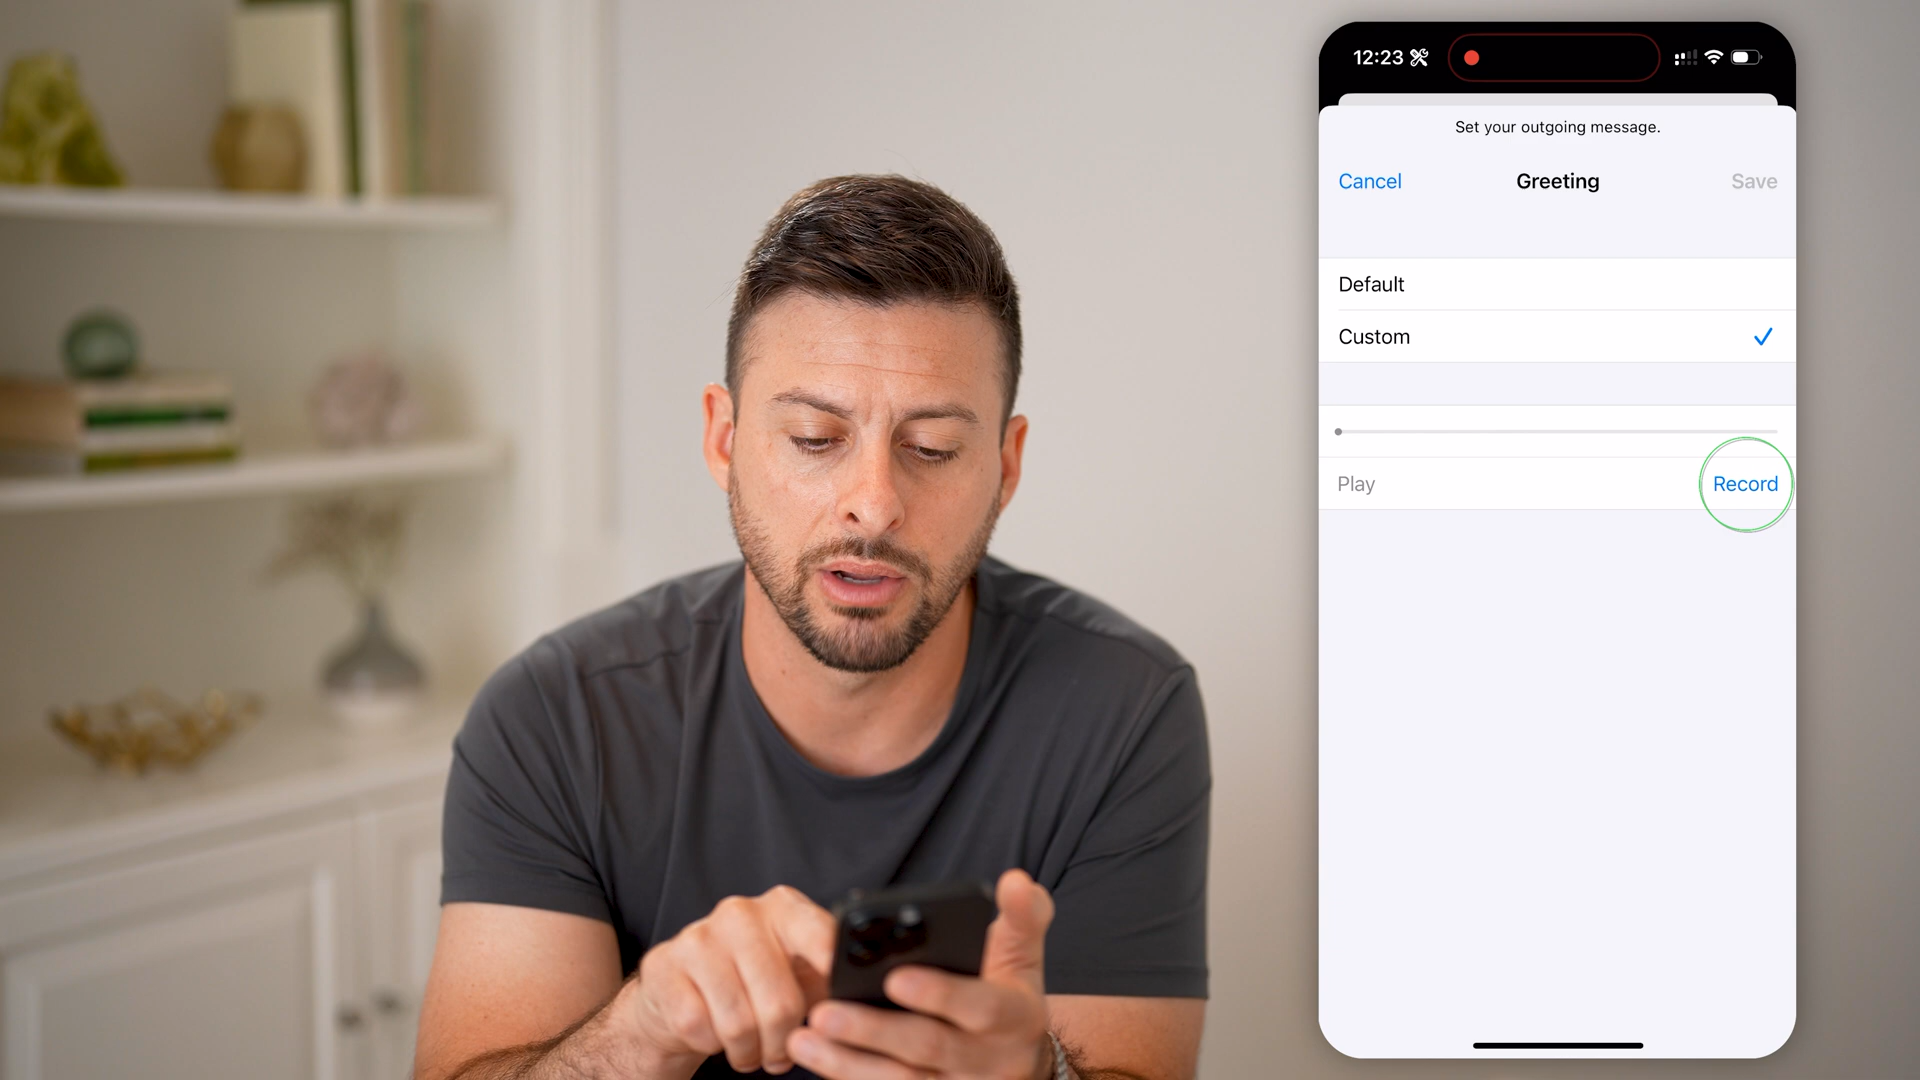 12:23
Set your outgoing message.
Cancel Greeting Save
Default
Custom
Play Record